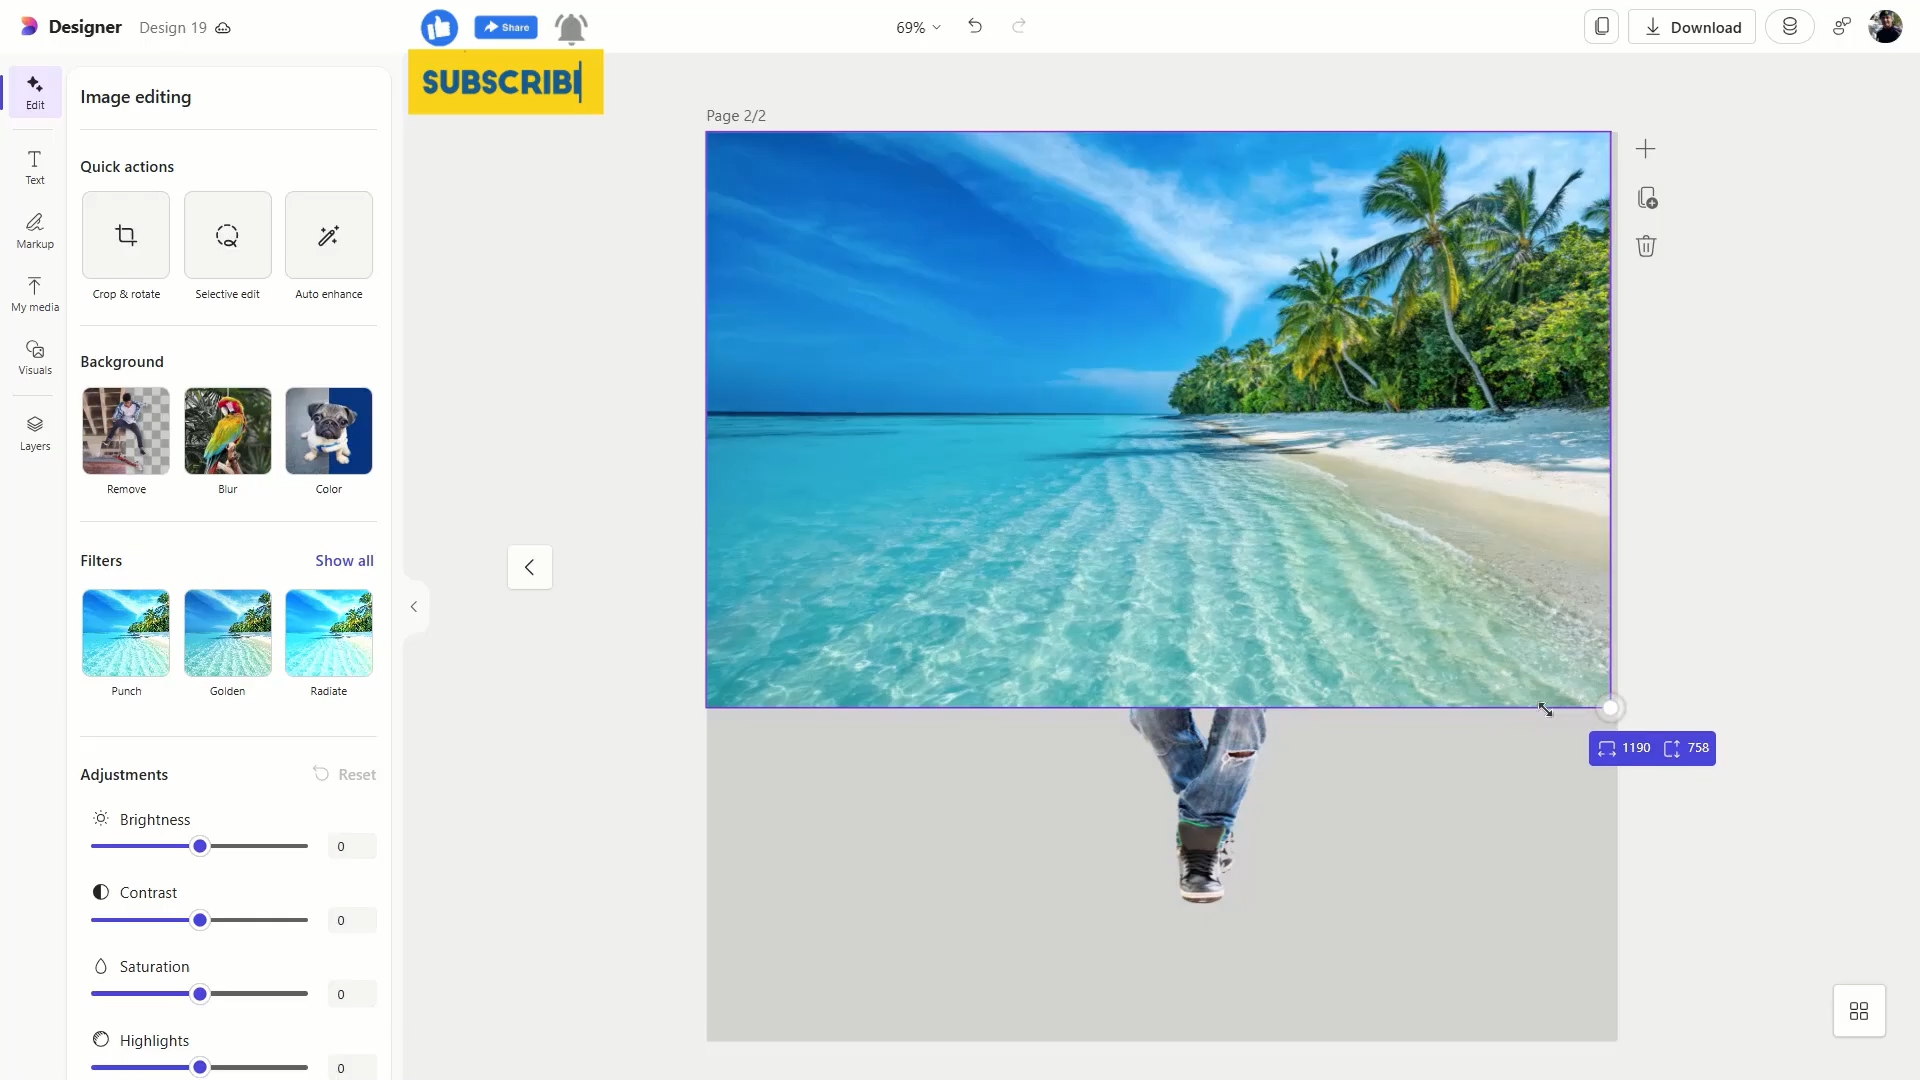 Designer
Design 19
Share
SUBSCRIBE
69%
Download
Edit
Text
Markup
My media
Visuals
Layers
Image editing
Quick actions
Crop & rotate
Selective edit
Auto enhance
Background
Remove
Blur
Color
Filters
Show all
Punch
Golden
Radiate
Adjustments
Reset
Brightness
0
Contrast
0
Saturation
0
Highlights
0
Page 2/2
1190
758